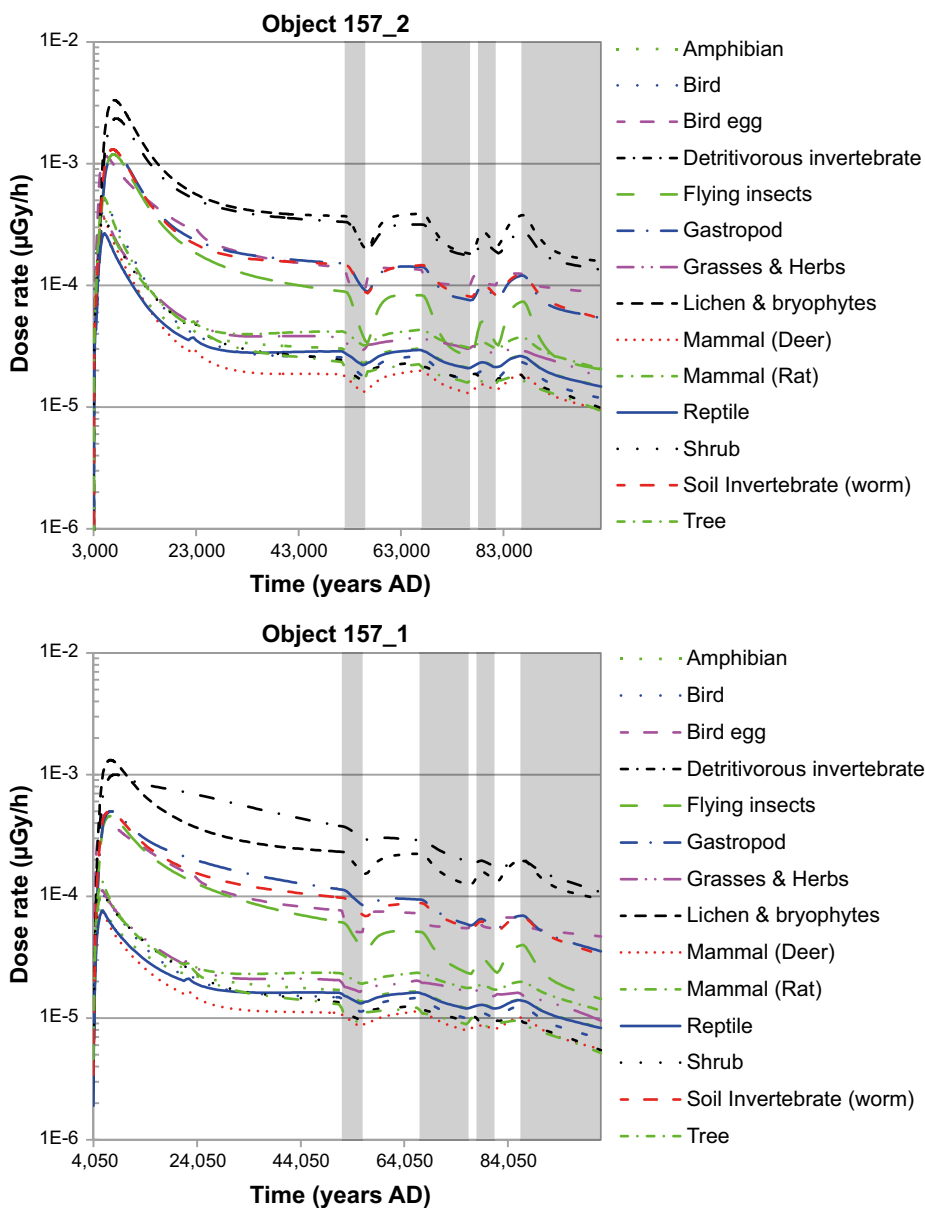 Object 157_2
Dose rate (µGy/h)
1E-2
1E-3
1E-4
1E-5
1E-6
3,000
23,000
43,000
63,000
83,000
Time (years AD)
Amphibian
Bird
Bird egg
Detritivorous invertebrate
Flying insects
Gastropod
Grasses & Herbs
Lichen & bryophytes
Mammal (Deer)
Mammal (Rat)
Reptile
Shrub
Soil Invertebrate (worm)
Tree
Object 157_1
Dose rate (µGy/h)
1E-2
1E-3
1E-4
1E-5
1E-6
4,050
24,050
44,050
64,050
84,050
Time (years AD)
Amphibian
Bird
Bird egg
Detritivorous invertebrate
Flying insects
Gastropod
Grasses & Herbs
Lichen & bryophytes
Mammal (Deer)
Mammal (Rat)
Reptile
Shrub
Soil Invertebrate (worm)
Tree